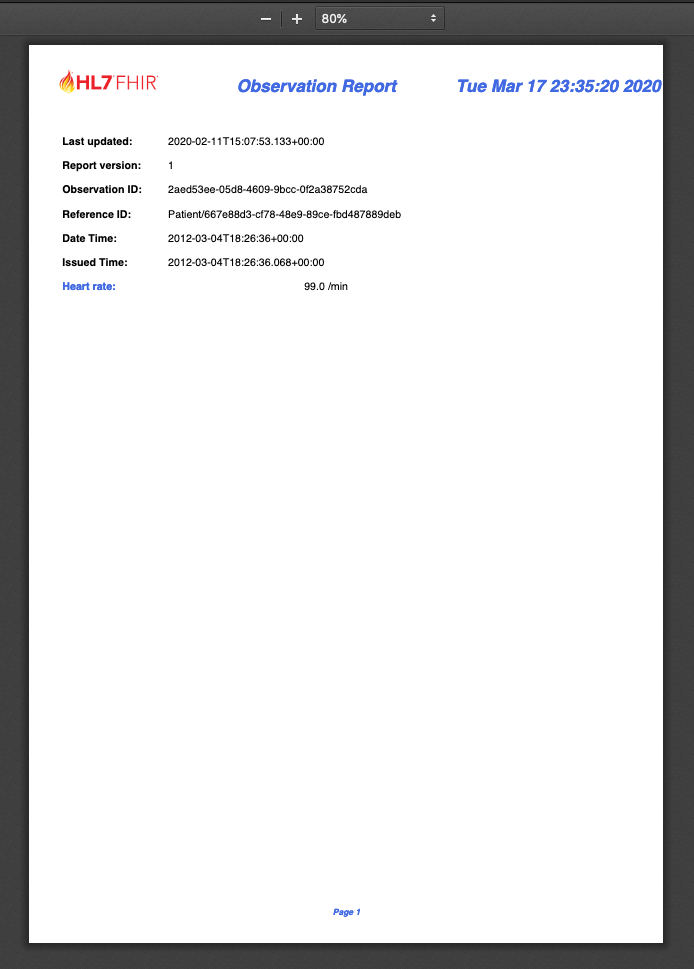 80%
HL7 FHIR Observation Report Tue Mar 17 23:35:20 2020
Last updated: 2020-02-11T15:07:53.133+00:00
Report version: 1
Observation ID: 2aed53ee-05d8-4609-9bcc-0f2a38752cda
Reference ID: Patient/667e88d3-cf78-48e9-89ce-fbd487889deb
Date Time: 2012-03-04T18:26:36+00:00
Issued Time: 2012-03-04T18:26:36.068+00:00
Heart rate: 99.0 /min
Page 1